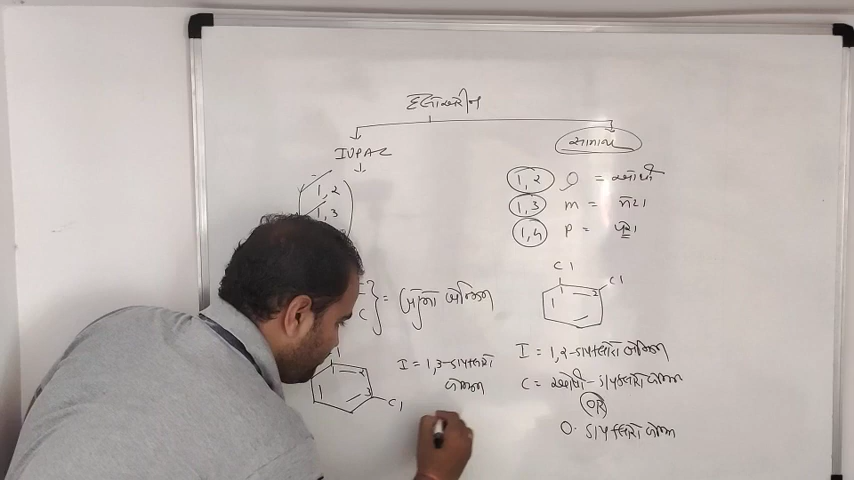 IUPAC
સામાન્ય
1,2
1,3
1,2 o = ઓર્થો
1,3 m = મેટા
1,4 p = પેરા
Cl
Cl
1 2
I = 1,2-ડાયક્લોરો બેન્ઝિન
C = ઓર્થો-ડાયક્લોરો બેન્ઝિન
OR
O. ડાયક્લોરો બેન્ઝિન
C } = બ્રોમો બેન્ઝિન
1 2
3 Cl
I = 1,3-ડાયક્લોરો
બેન્ઝિન